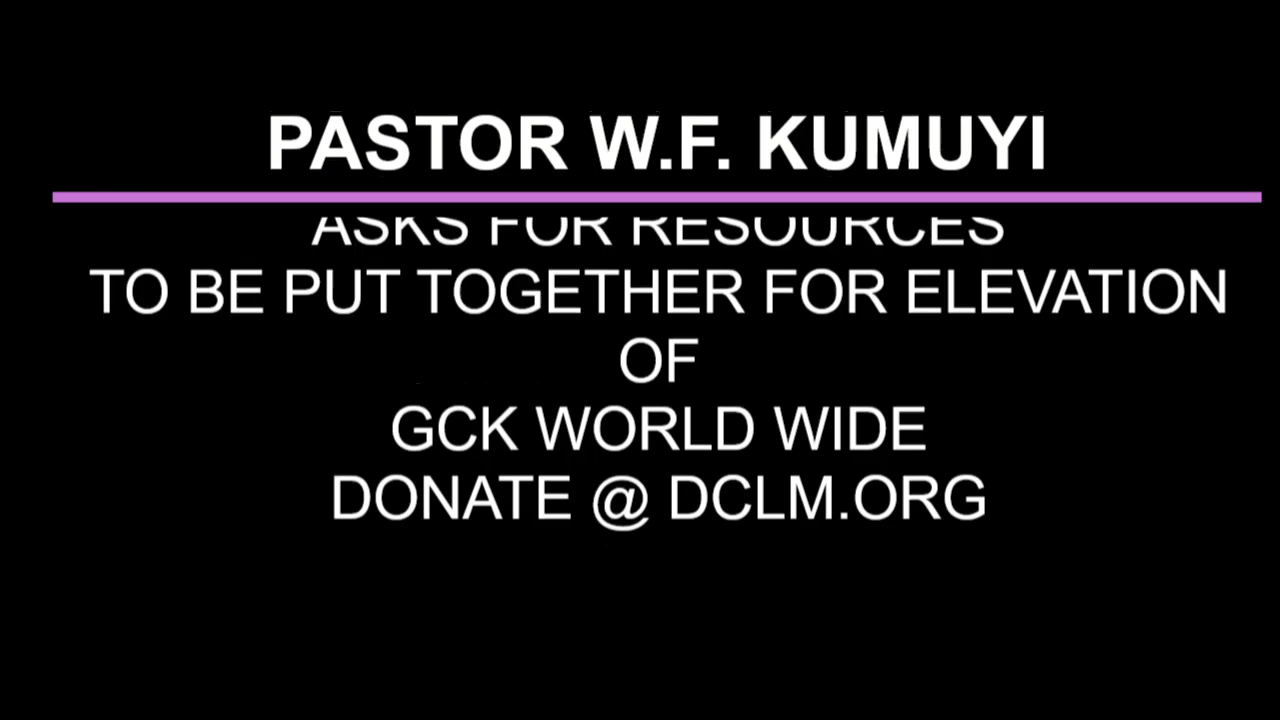 PASTOR W.F. KUMUYI
ASKS FOR RESOURCES
TO BE PUT TOGETHER FOR ELEVATION
OF
GCK WORLD WIDE
DONATE @ DCLM.ORG